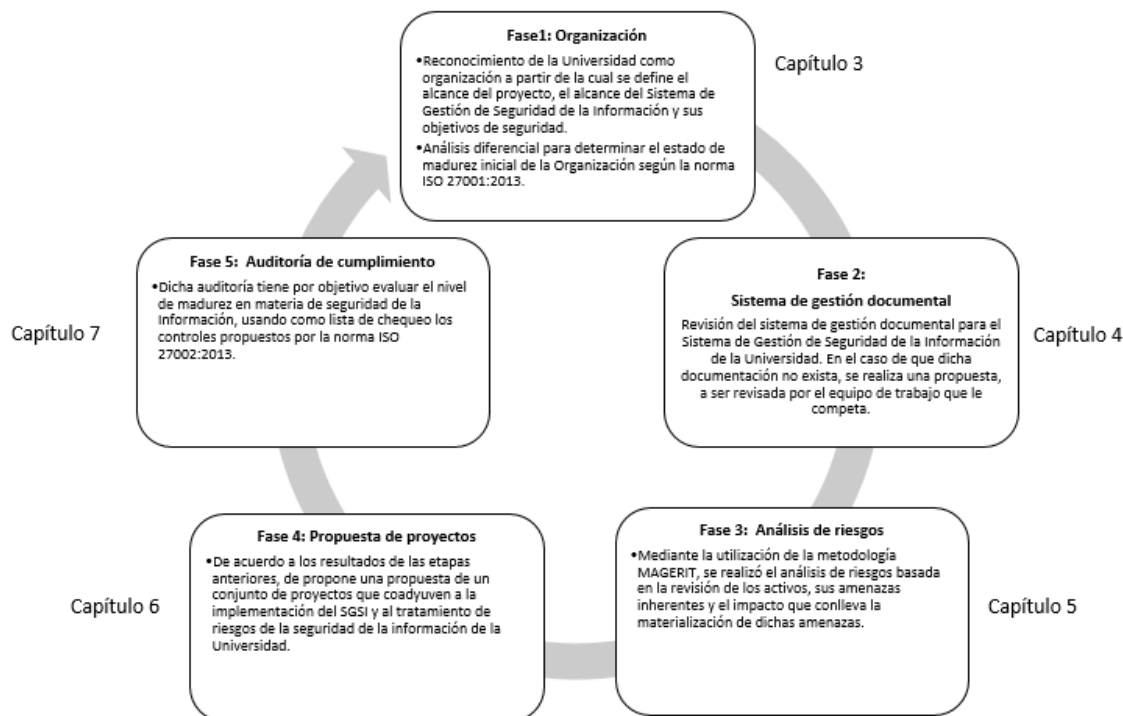 Fase1: Organización
•Reconocimiento de la Universidad como
organización a partir de la cual se define el
alcance del proyecto, el alcance del Sistema de
Gestión de Seguridad de la Información y sus
objetivos de seguridad.
•Análisis diferencial para determinar el estado de
madurez inicial de la Organización según la norma
ISO 27001:2013.
Capítulo 3
Fase 2:
Sistema de gestión documental
Revisión del sistema de gestión documental para el
Sistema de Gestión de Seguridad de la Información
de la Universidad. En el caso de que dicha
documentación no exista, se realiza una propuesta,
a ser revisada por el equipo de trabajo que le
competa.
Capítulo 4
Fase 3: Análisis de riesgos
•Mediante la utilización de la metodología
MAGERIT, se realizó el análisis de riesgos basada
en la revisión de los activos, sus amenazas
inherentes y el impacto que conlleva la
materialización de dichas amenazas.
Capítulo 5
Fase 4: Propuesta de proyectos
•De acuerdo a los resultados de las etapas
anteriores, de propone una propuesta de un
conjunto de proyectos que coadyuven a la
implementación del SGSI y al tratamiento de
riesgos de la seguridad de la información de la
Universidad.
Capítulo 6
Fase 5: Auditoría de cumplimiento
•Dicha auditoría tiene por objetivo evaluar el nivel
de madurez en materia de seguridad de la
Información, usando como lista de chequeo los
controles propuestos por la norma ISO
27002:2013.
Capítulo 7